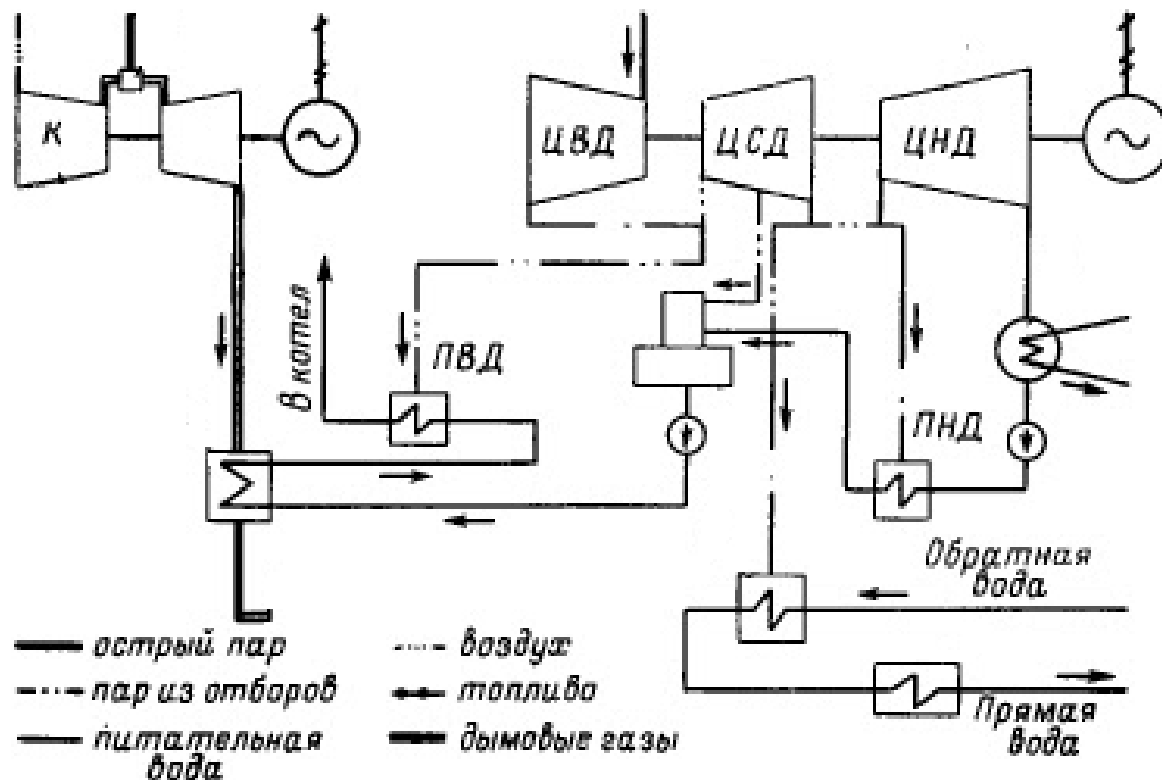 К
ЦВД
ЦСД
ЦНД
В котел
ПВД
ПНД
Обратная
вода
острый пар
воздух
пар из отборов
топливо
питательная
вода
дымовые газы
Прямая
вода